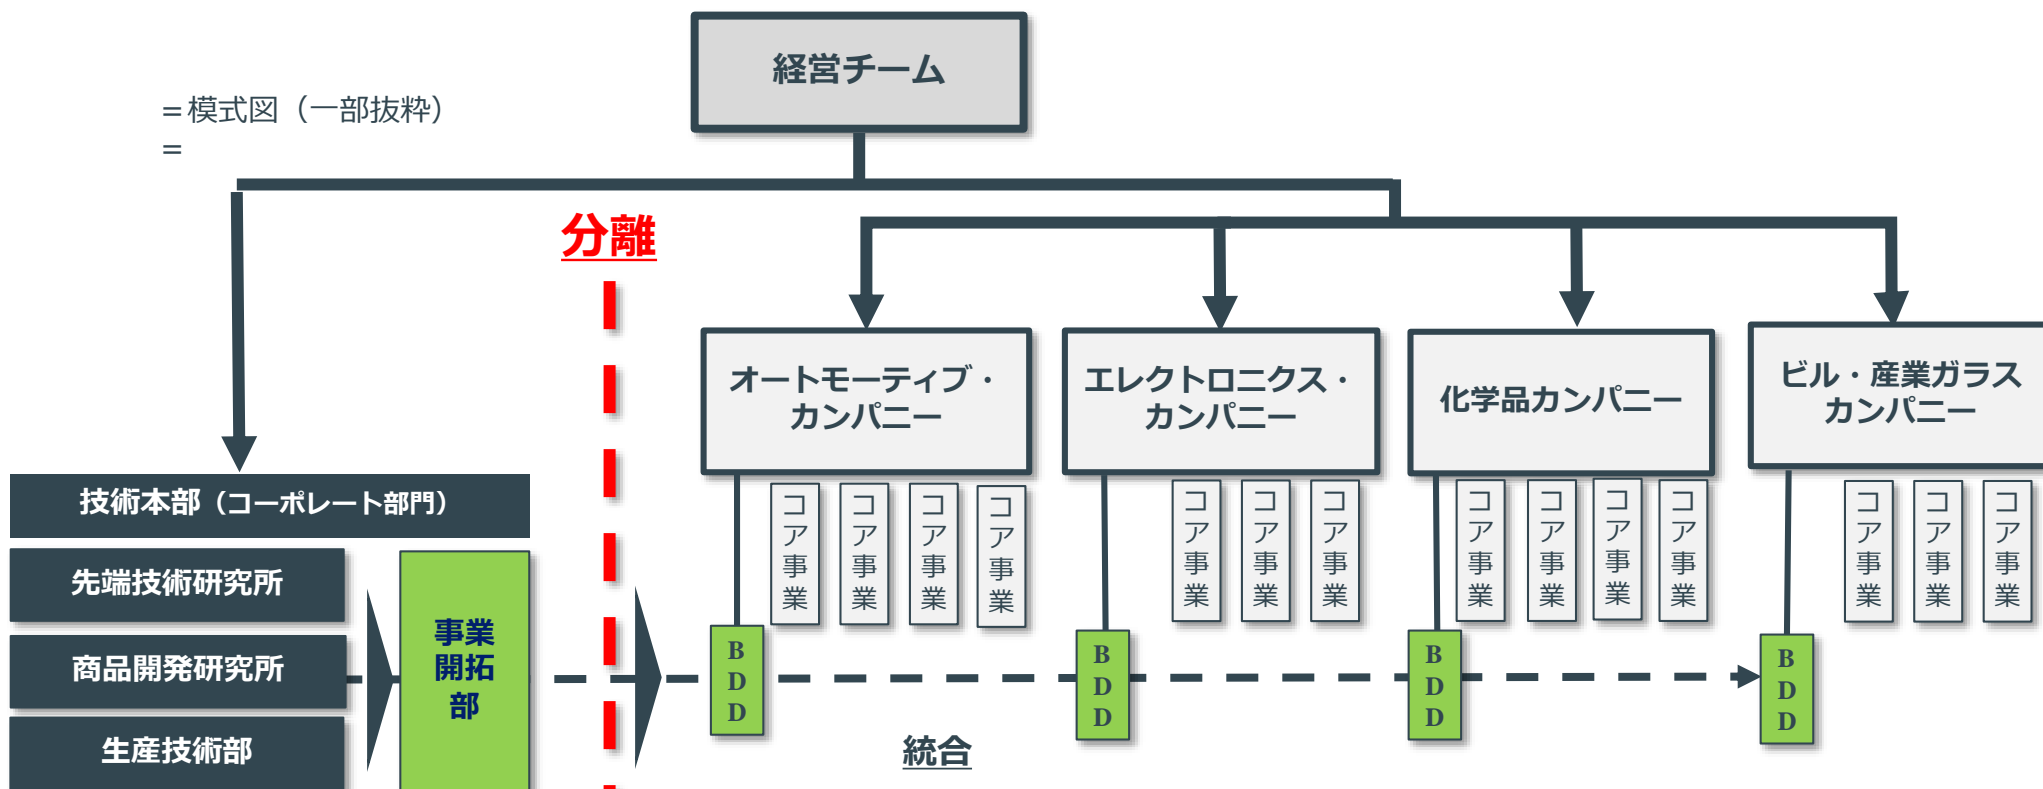 経営チーム
=模式図（一部抜粋）
=
分離
オートモーティブ・
カンパニー
エレクトロニクス・
カンパニー
化学品カンパニー
ビル・産業ガラス
カンパニー
技術本部（コーポレート部門）
コア事業
コア事業
コア事業
コア事業
コア事業
コア事業
コア事業
コア事業
コア事業
コア事業
コア事業
コア事業
コア事業
コア事業
先端技術研究所
商品開発研究所
生産技術部
事業
開拓
部
BDD
BDD
BDD
BDD
統合